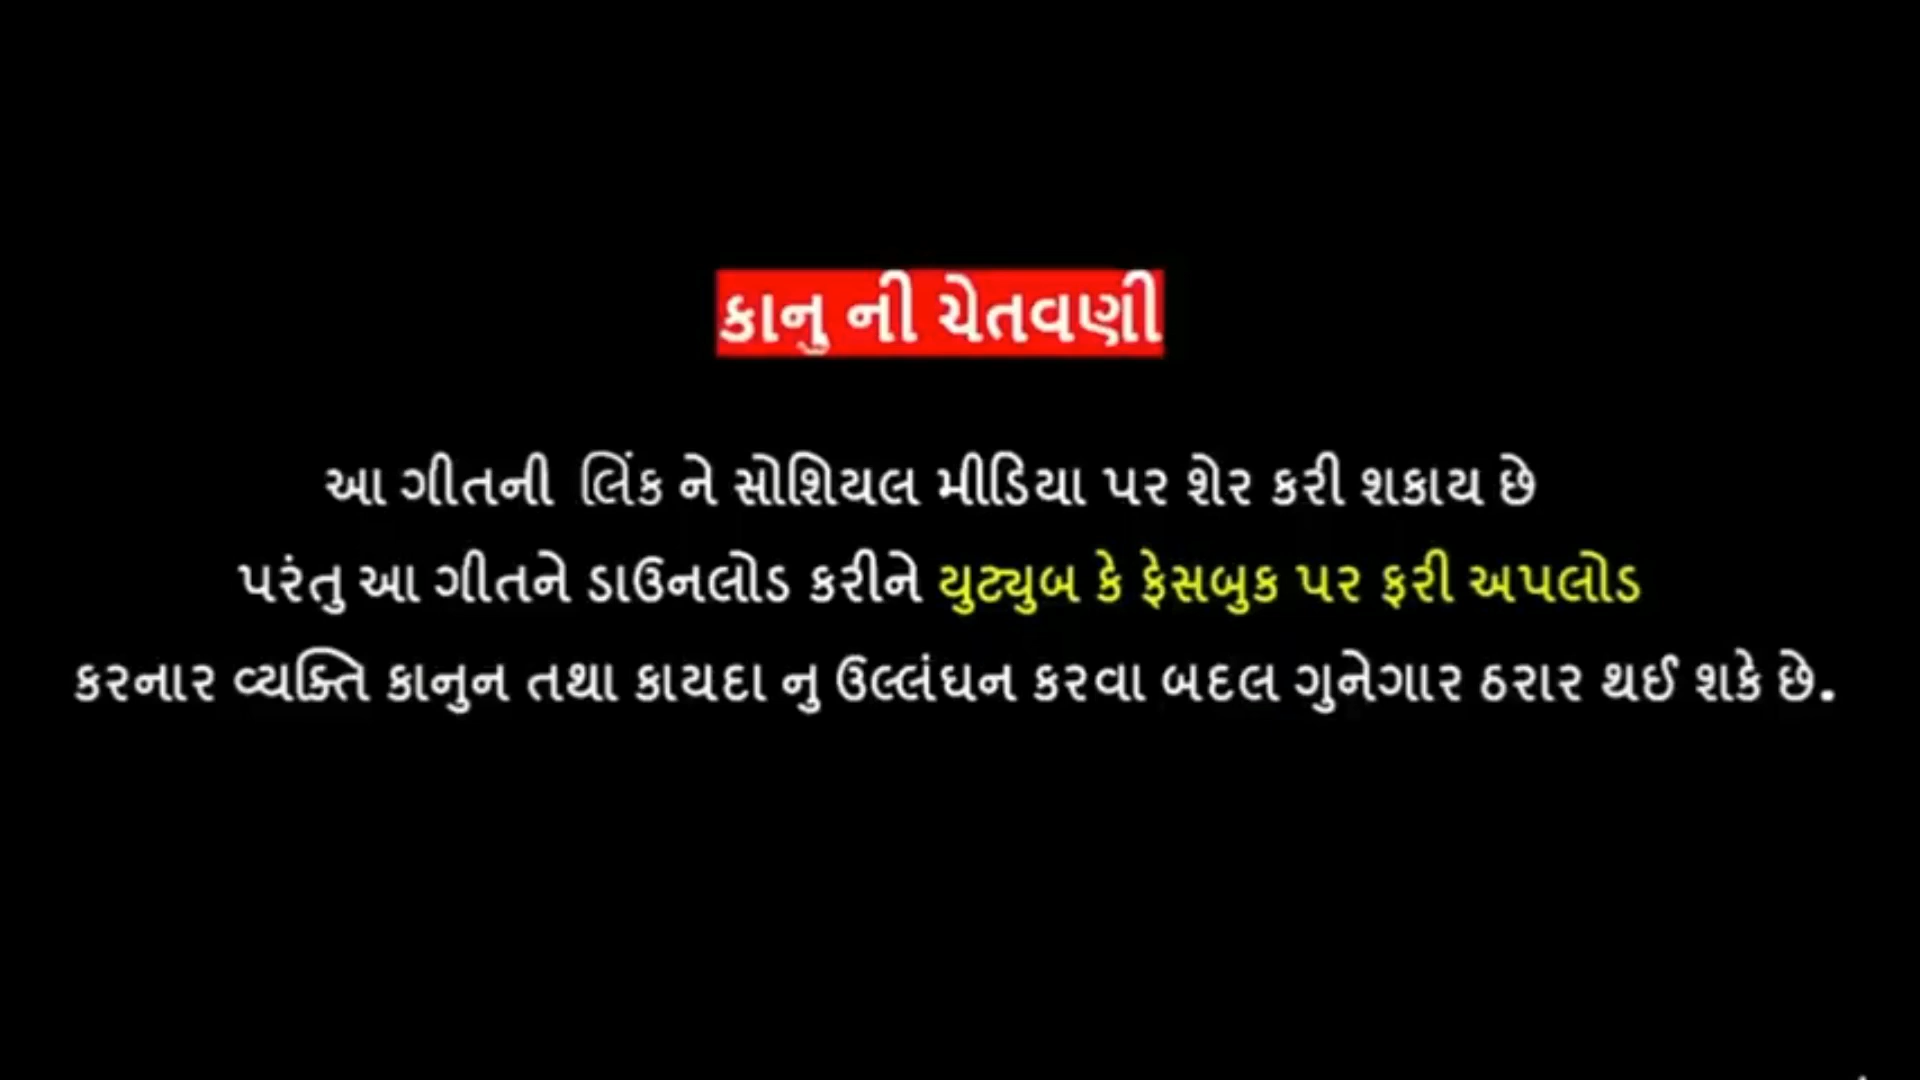 કાનુ ની ચેતવણી
આ ગીતની લિંક ને સોશિયલ મીડિયા પર શેર કરી શકાય છે
પરંતુ આ ગીતને ડાઉનલોડ કરીને યુટ્યુબ કે ફેસબુક પર ફરી અપલોડ
કરનાર વ્યક્તિ કાનુન તથા કાયદા નુ ઉલ્લંઘન કરવા બદલ ગુનેગાર ઠરાર થઈ શકે છે.